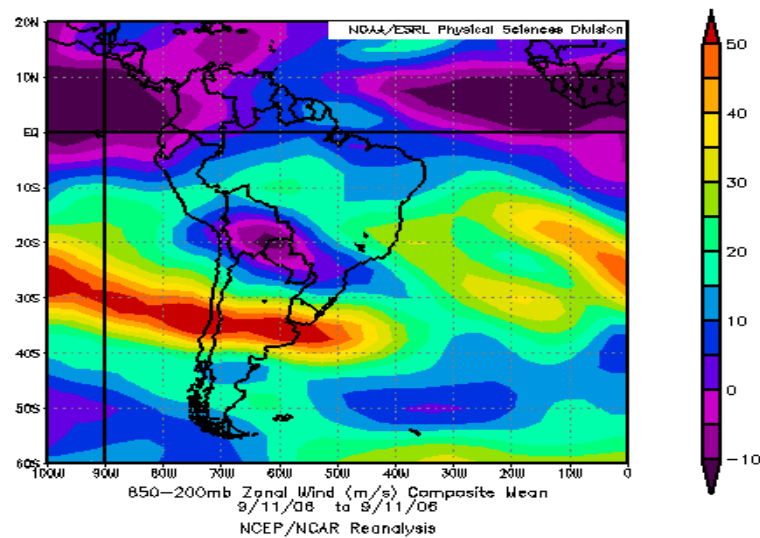 NOAA/ESRL Physical Sciences Division
20N
10N
EQ
10S
20S
30S
40S
50S
60S
100W 90W 80W 70W 60W 50W 40W 30W 20W 10W 0
50
40
30
20
10
0
-10
850-200mb Zonal Wind (m/s) Composite Mean
9/11/06 to 9/11/06
NCEP/NCAR Reanalysis